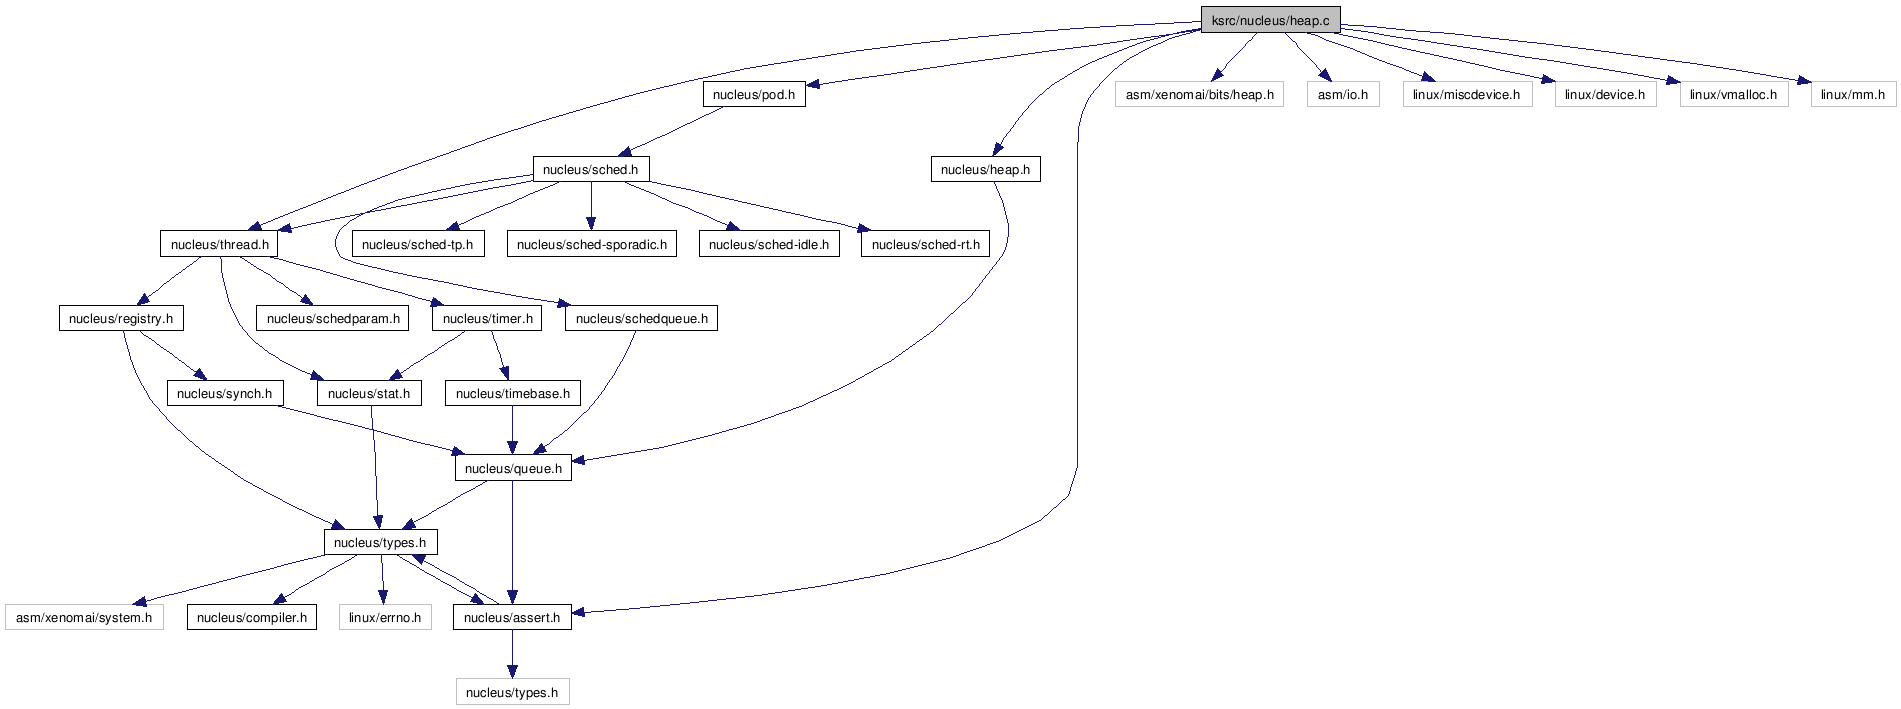 ksrc/nucleus/heap.c
nucleus/pod.h
asm/xenomai/bits/heap.h
asm/io.h
linux/miscdevice.h
linux/device.h
linux/vmalloc.h
linux/mm.h
nucleus/sched.h
nucleus/heap.h
nucleus/thread.h
nucleus/sched-tp.h
nucleus/sched-sporadic.h
nucleus/sched-idle.h
nucleus/sched-rt.h
nucleus/registry.h
nucleus/schedparam.h
nucleus/timer.h
nucleus/schedqueue.h
nucleus/synch.h
nucleus/stat.h
nucleus/timebase.h
nucleus/queue.h
nucleus/types.h
asm/xenomai/system.h
nucleus/compiler.h
linux/errno.h
nucleus/assert.h
nucleus/types.h